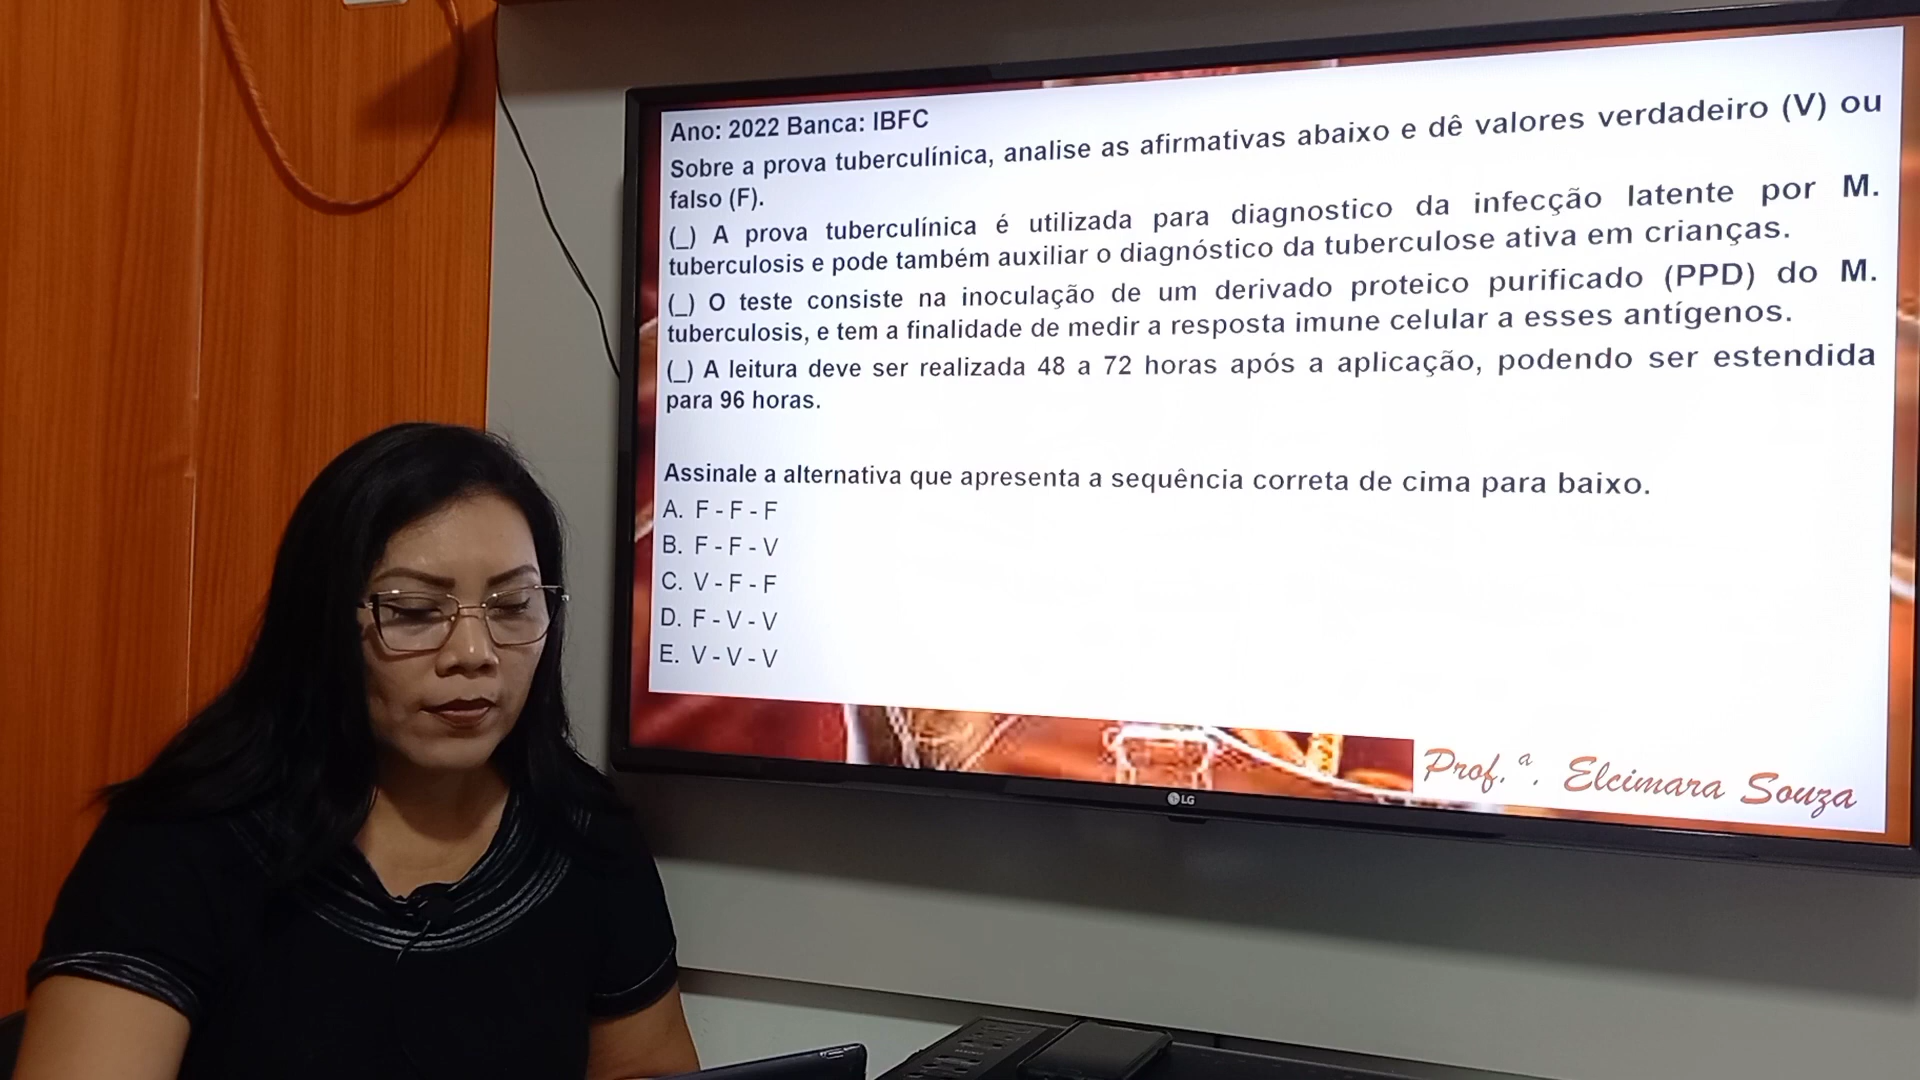 Ano: 2022 Banca: IBFC
Sobre a prova tuberculínica, analise as afirmativas abaixo e dê valores verdadeiro (V) ou
falso (F).
(_) A prova tuberculínica é utilizada para diagnostico da infecção latente por M.
tuberculosis e pode também auxiliar o diagnóstico da tuberculose ativa em crianças.
(_) O teste consiste na inoculação de um derivado proteico purificado (PPD) do M.
tuberculosis, e tem a finalidade de medir a resposta imune celular a esses antígenos.
(_) A leitura deve ser realizada 48 a 72 horas após a aplicação, podendo ser estendida
para 96 horas.
Assinale a alternativa que apresenta a sequência correta de cima para baixo.
A. F - F - F
B. F - F - V
C. V - F - F
D. F - V - V
E. V - V - V
Prof.ª. Elcimara Souza
LG